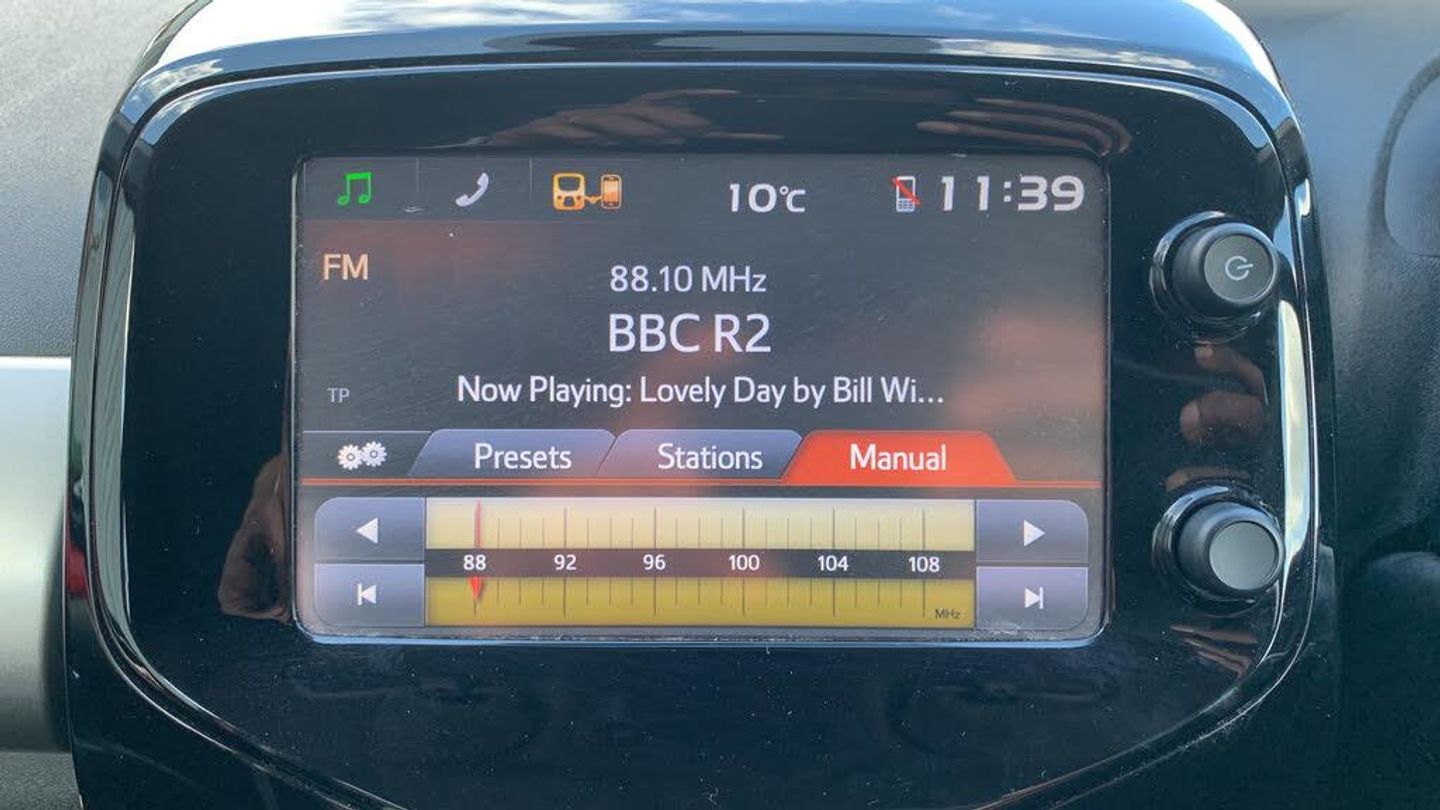 10°C
11:39
FM
88.10 MHz
BBC R2
TP
Now Playing: Lovely Day by Bill Wi...
Presets
Stations
Manual
88 92 96 100 104 108
MHz